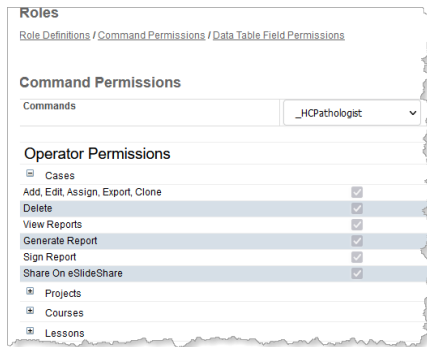 Roles
Role Definitions / Command Permissions / Data Table Field Permissions
Command Permissions
Commands _HCPathologist
Operator Permissions
Cases
Add, Edit, Assign, Export, Clone
Delete
View Reports
Generate Report
Sign Report
Share On eSlideShare
Projects
Courses
Lessons